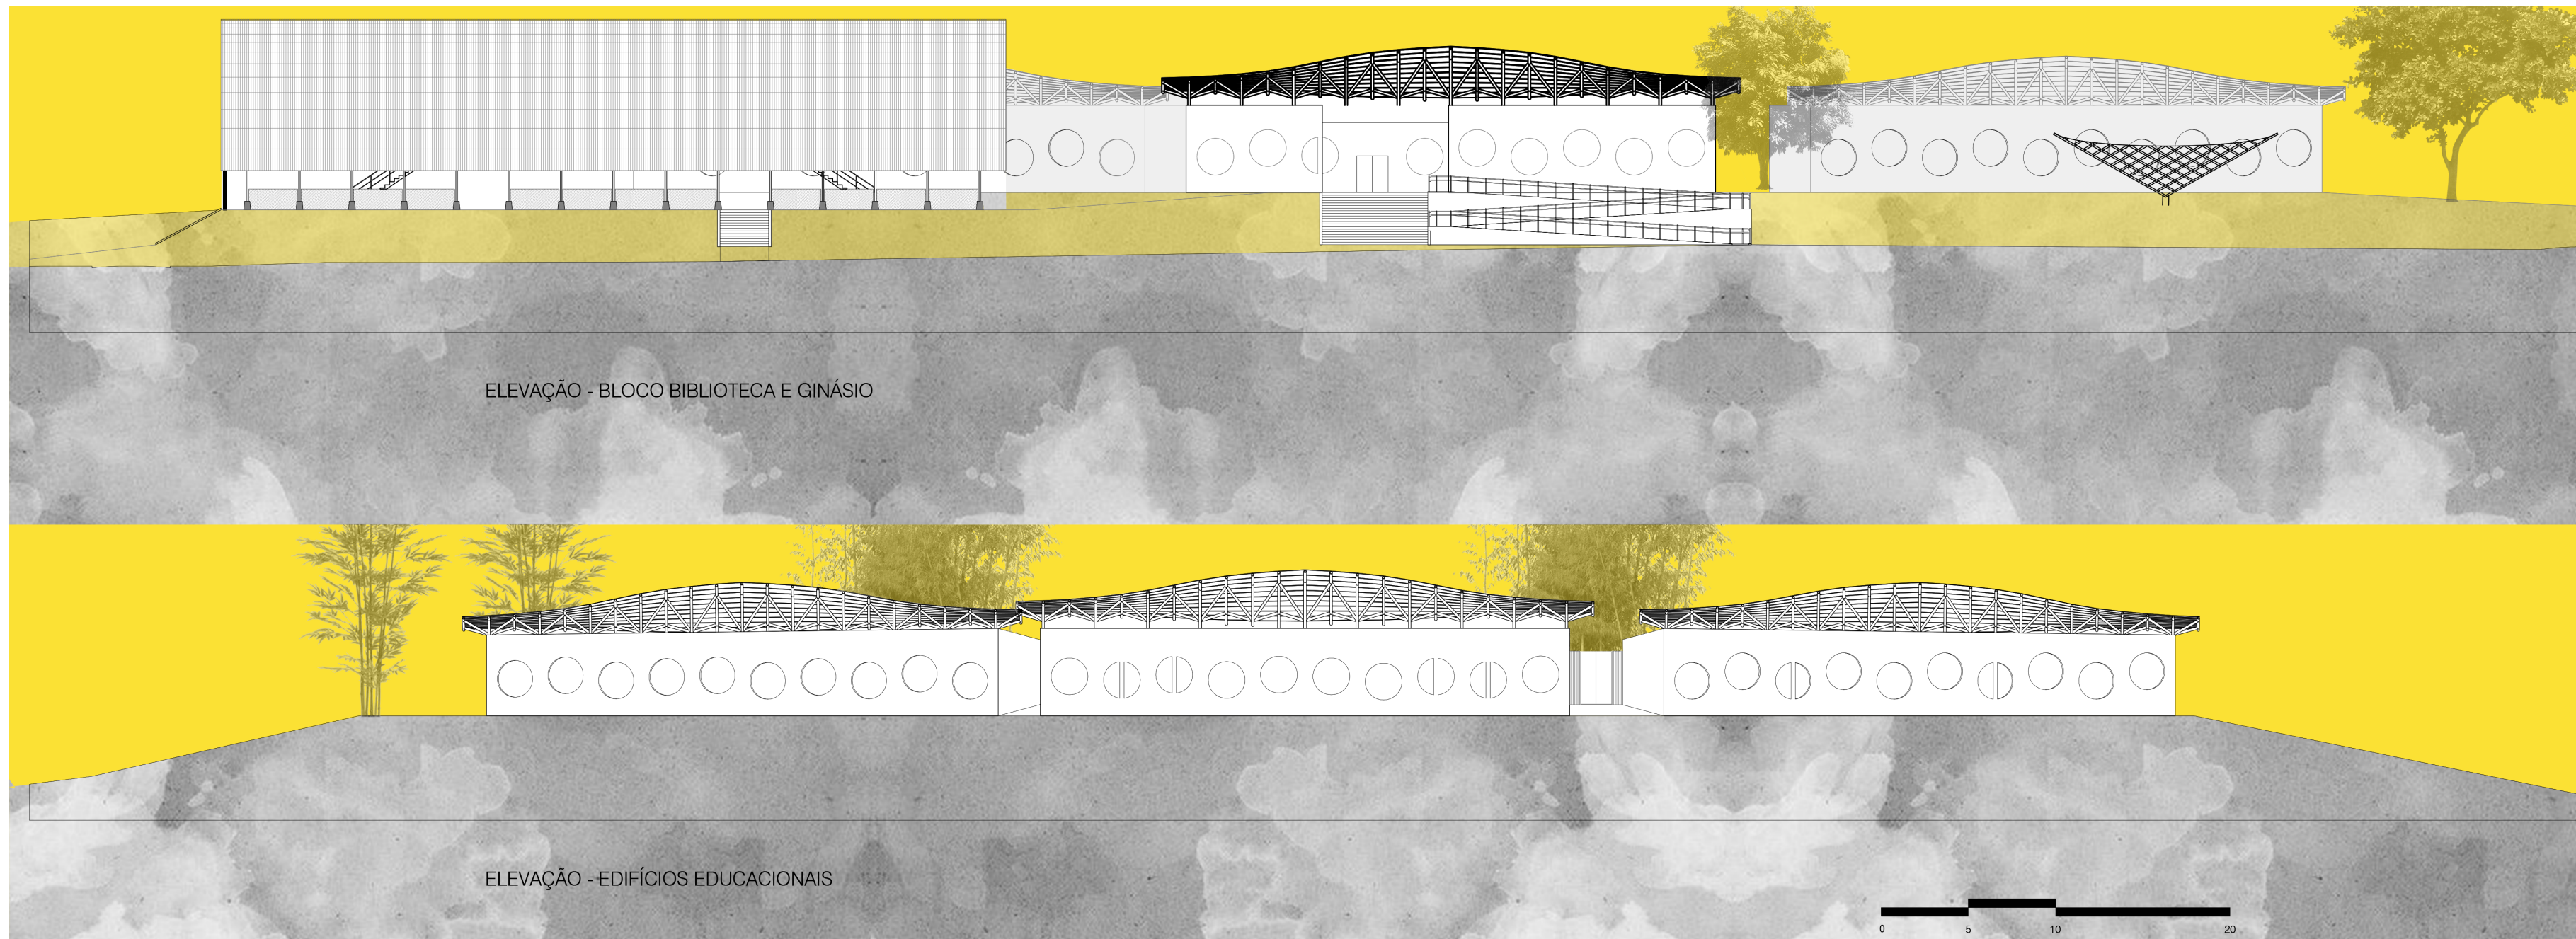 ELEVAÇÃO - BLOCO BIBLIOTECA E GINÁSIO
ELEVAÇÃO - EDIFÍCIOS EDUCACIONAIS
0 5 10 20